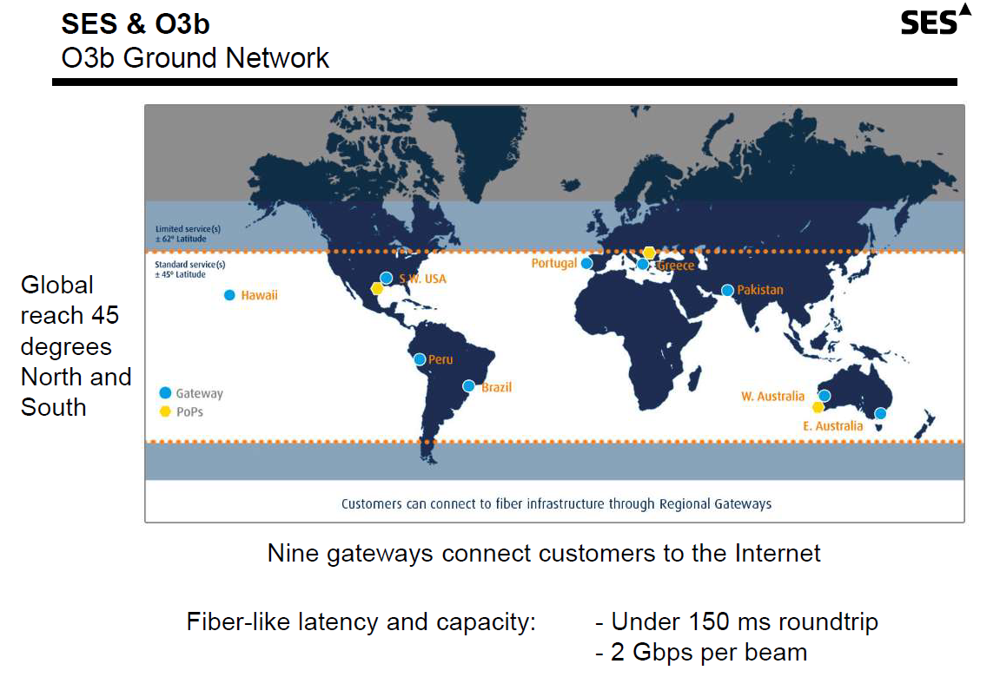 SES & O3b
O3b Ground Network
SES
Global
reach 45
degrees
North and
South
Limited service(s)
± 62° Latitude
Standard service(s)
± 45° Latitude
Hawaii
S.W. USA
Portugal
Greece
Pakistan
Peru
Brazil
W. Australia
E. Australia
Gateway
PoPs
Customers can connect to fiber infrastructure through Regional Gateways
Nine gateways connect customers to the Internet
Fiber-like latency and capacity: - Under 150 ms roundtrip
- 2 Gbps per beam